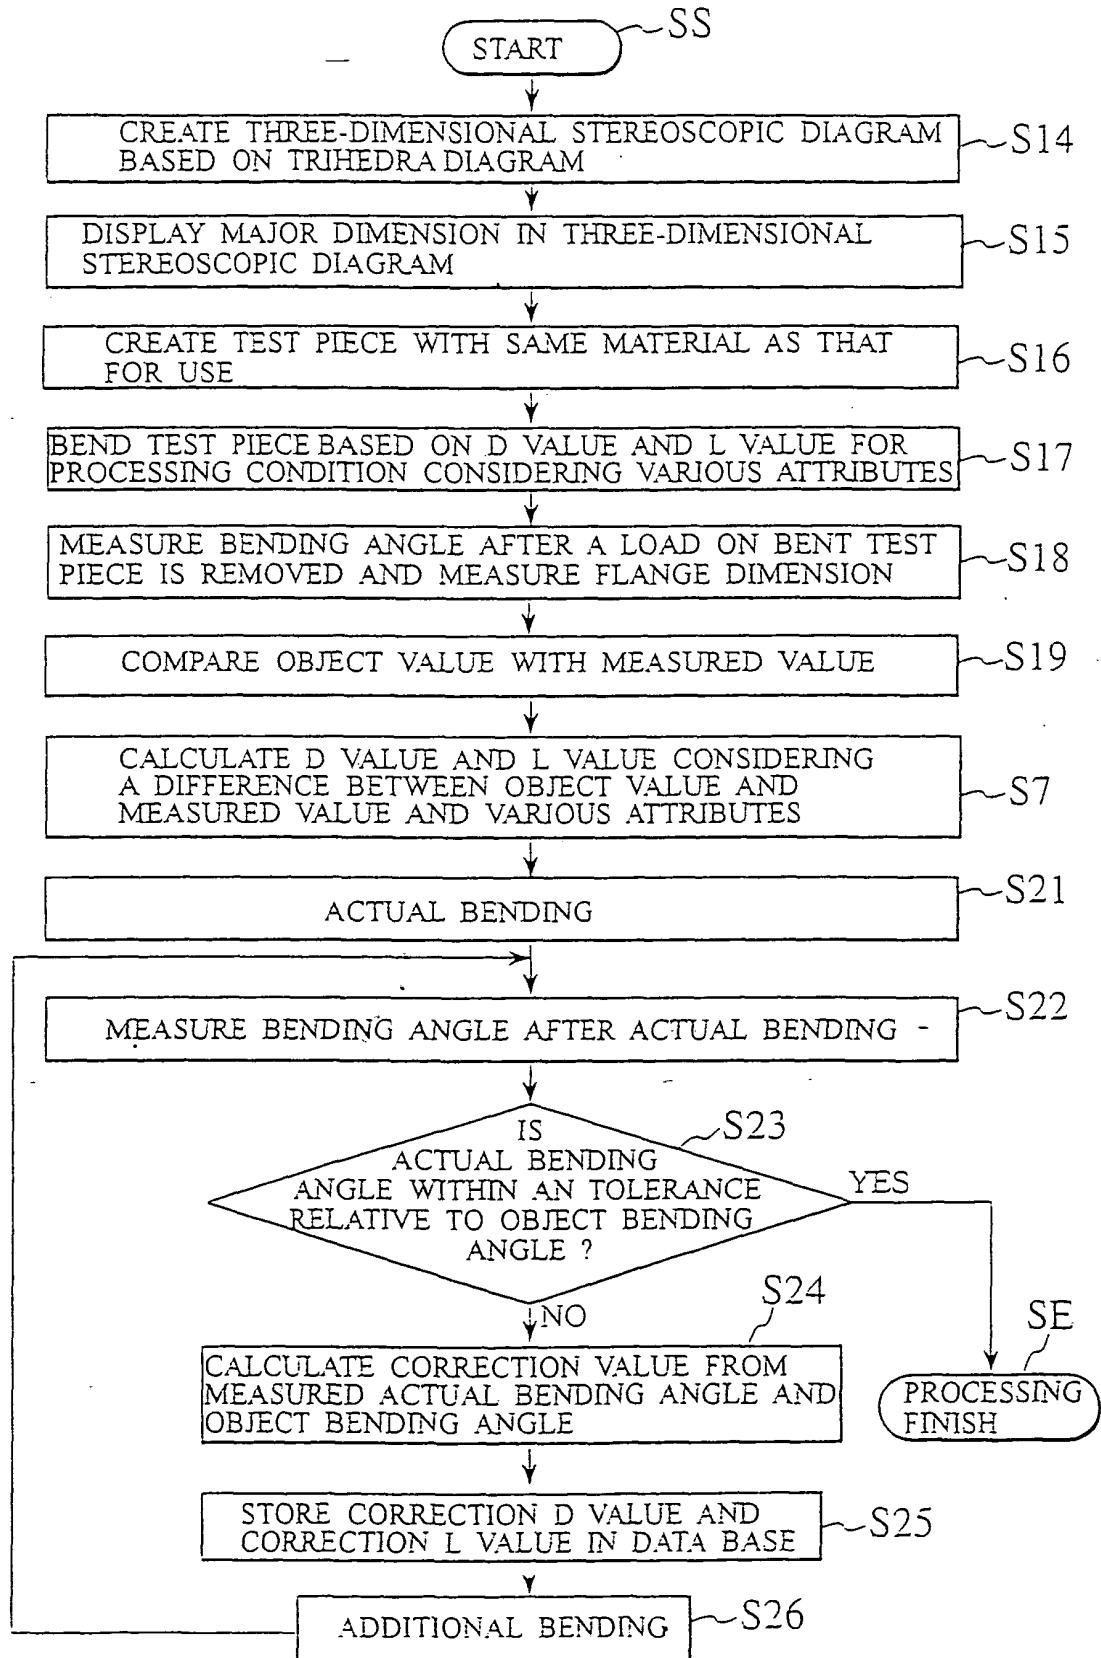 START
SS
CREATE THREE-DIMENSIONAL STEREOSCOPIC DIAGRAM
BASED ON TRIHEDRA DIAGRAM
S14
DISPLAY MAJOR DIMENSION IN THREE-DIMENSIONAL
STEREOSCOPIC DIAGRAM
S15
CREATE TEST PIECE WITH SAME MATERIAL AS THAT
FOR USE
S16
BEND TEST PIECE BASED ON D VALUE AND L VALUE FOR
PROCESSING CONDITION CONSIDERING VARIOUS ATTRIBUTES
S17
MEASURE BENDING ANGLE AFTER A LOAD ON BENT TEST
PIECE IS REMOVED AND MEASURE FLANGE DIMENSION
S18
COMPARE OBJECT VALUE WITH MEASURED VALUE
S19
CALCULATE D VALUE AND L VALUE CONSIDERING
A DIFFERENCE BETWEEN OBJECT VALUE AND
MEASURED VALUE AND VARIOUS ATTRIBUTES
S7
ACTUAL BENDING
S21
MEASURE BENDING ANGLE AFTER ACTUAL BENDING
S22
IS
ACTUAL BENDING
ANGLE WITHIN AN TOLERANCE
RELATIVE TO OBJECT BENDING
ANGLE ?
S23
YES
NO
S24
CALCULATE CORRECTION VALUE FROM
MEASURED ACTUAL BENDING ANGLE AND
OBJECT BENDING ANGLE
SE
PROCESSING
FINISH
STORE CORRECTION D VALUE AND
CORRECTION L VALUE IN DATA BASE
S25
ADDITIONAL BENDING
S26